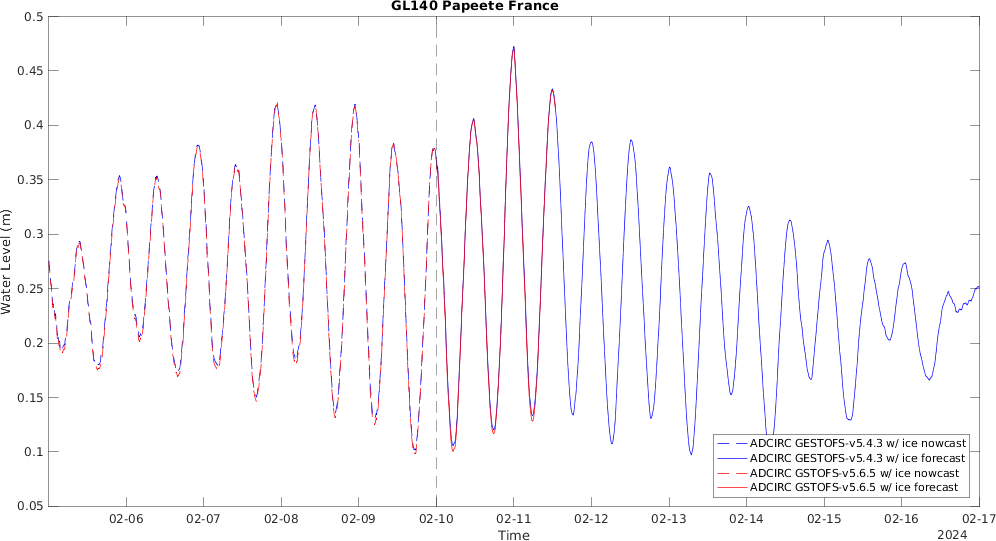 GL140 Papeete France
0.5
0.45
0.4
0.35
0.3
0.25
0.2
0.15
0.1
0.05
Water Level (m)
ADCIRC GESTOFS-v5.4.3 w/ ice nowcast
ADCIRC GESTOFS-v5.4.3 w/ ice forecast
ADCIRC GSTOFS-v5.6.5 w/ ice nowcast
ADCIRC GSTOFS-v5.6.5 w/ ice forecast
02-06 02-07 02-08 02-09 02-10 02-11 02-12 02-13 02-14 02-15 02-16 02-17
Time
2024